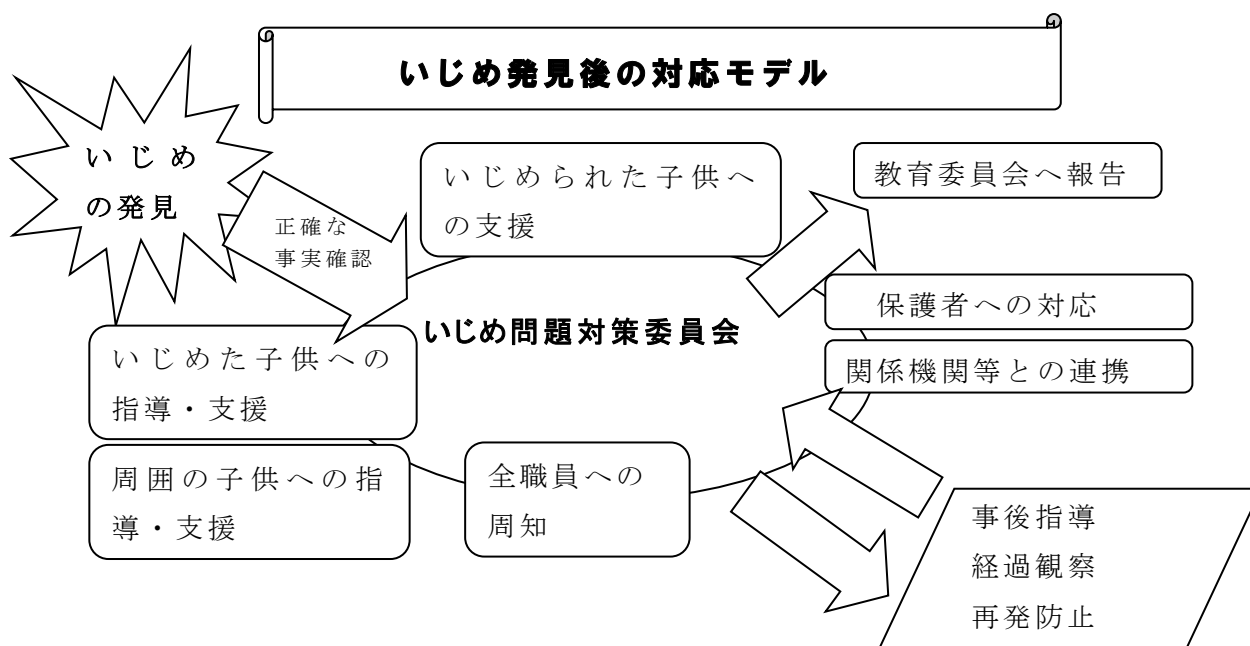 いじめ発見後の対応モデル
いじめ
の発見
正確な
事実確認
いじめられた子供へ
の支援
教育委員会へ報告
保護者への対応
関係機関等との連携
いじめ問題対策委員会
いじめた子供への
指導・支援
周囲の子供への指
導・支援
全職員への
周知
事後指導
経過観察
再発防止